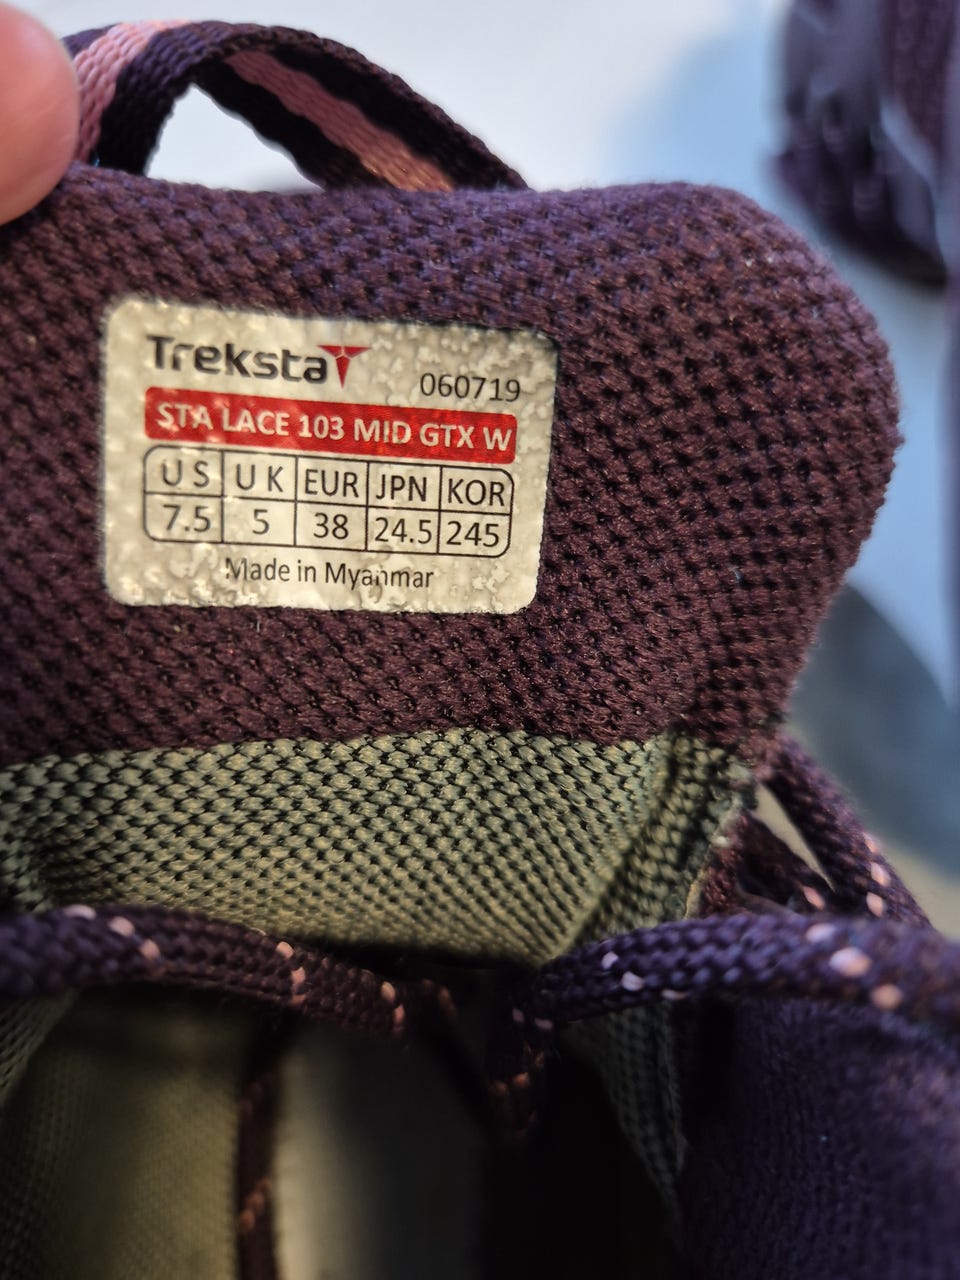 Treksta
060719
STA LACE 103 MID GTX W
US UK EUR JPN KOR
7.5 5 38 24.5 245
Made in Myanmar